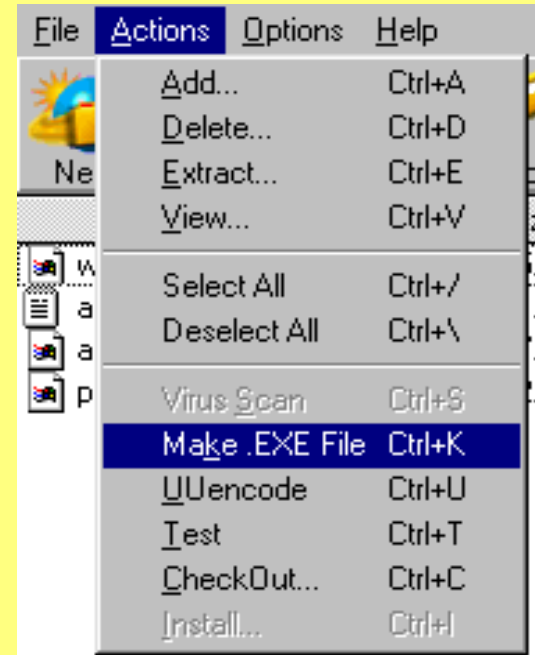 File Actions Options Help
Add... Ctrl+A
Delete... Ctrl+D
Extract... Ctrl+E
View... Ctrl+V
Select All Ctrl+/
Deselect All Ctrl+\
Virus Scan Ctrl+S
Make .EXE File Ctrl+K
UUencode Ctrl+U
Test Ctrl+T
CheckOut... Ctrl+C
Install... Ctrl+I